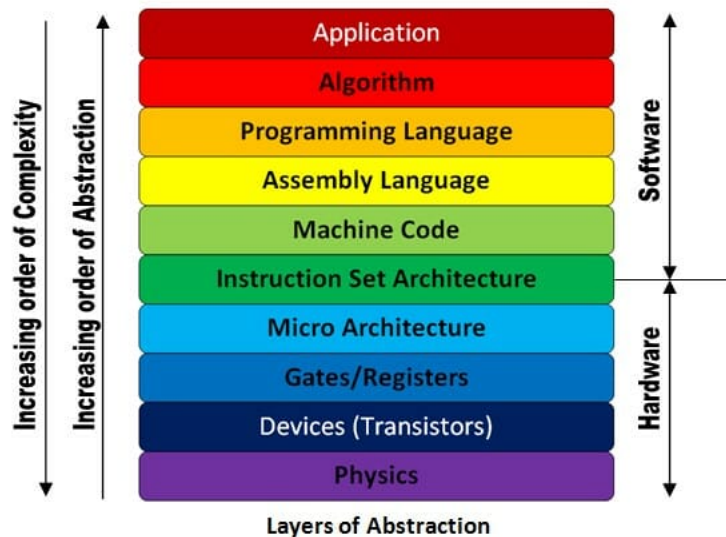 Application
Algorithm
Programming Language
Assembly Language
Machine Code
Instruction Set Architecture
Micro Architecture
Gates/Registers
Devices (Transistors)
Physics
Increasing order of Complexity
Increasing order of Abstraction
Software
Hardware
Layers of Abstraction